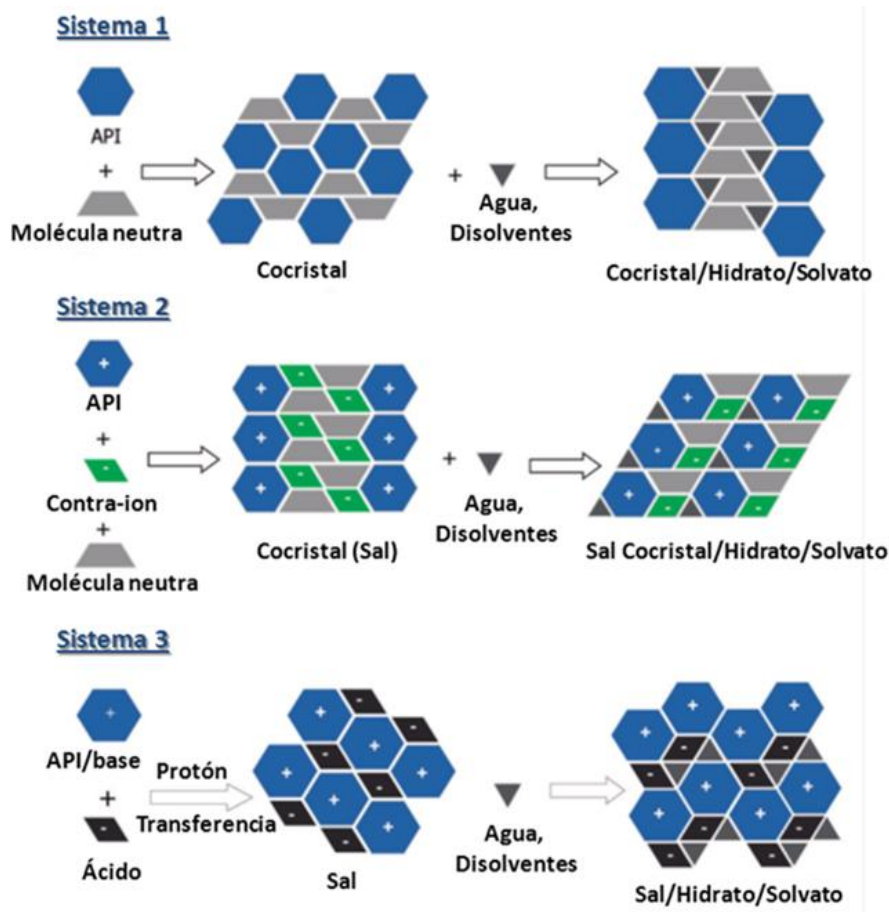 Sistema 1
API
+
Molécula neutra
Cocristal
+
Agua,
Disolventes
Cocristal/Hidrato/Solvato
Sistema 2
+
API
+
-
Contra-ion
+
Molécula neutra
+ - +
- 
+ - +
-
+ - +
-
Cocristal (Sal)
+
Agua,
Disolventes
+ - + -
+ - + -
+ - + -
Sal Cocristal/Hidrato/Solvato
Sistema 3
+
API/base
+
-
Ácido
Protón
Transferencia
-
+ -
+
- 
+ -
+
- +
-
Sal
Agua,
Disolventes
+ +
+ +
- -
- -
+ +
+ +
- -
- -
Sal/Hidrato/Solvato